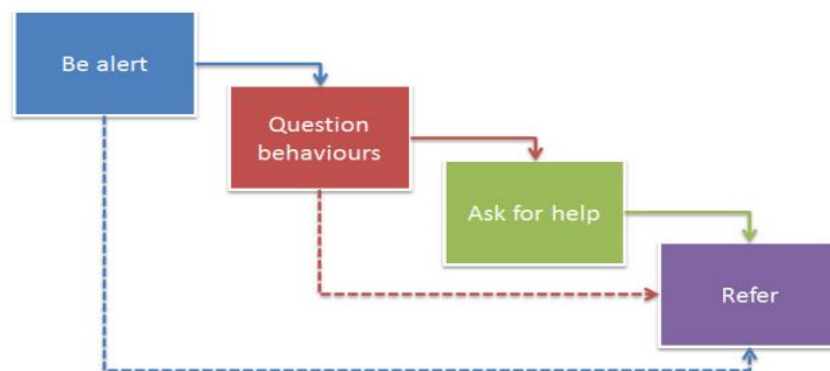 Be alert
Question
behaviours
Ask for help
Refer